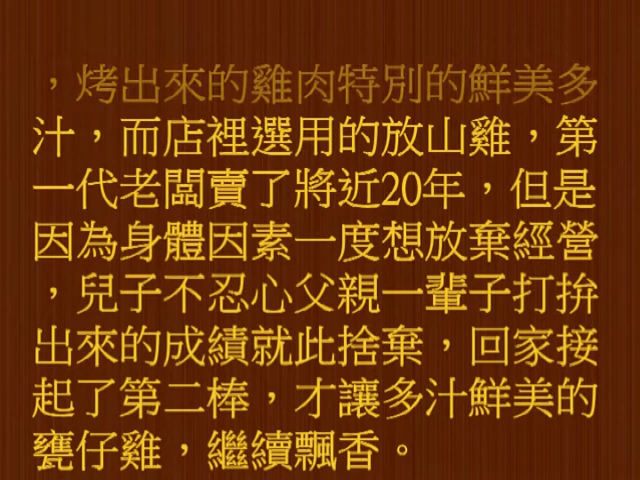 ，烤出來的雞肉特別的鮮美多
汁，而店裡選用的放山雞，第
一代老闆賣了將近20年，但是
因為身體因素一度想放棄經營
，兒子不忍心父親一輩子打拚
出來的成績就此捨棄，回家接
起了第二棒，才讓多汁鮮美的
甕仔雞，繼續飄香。